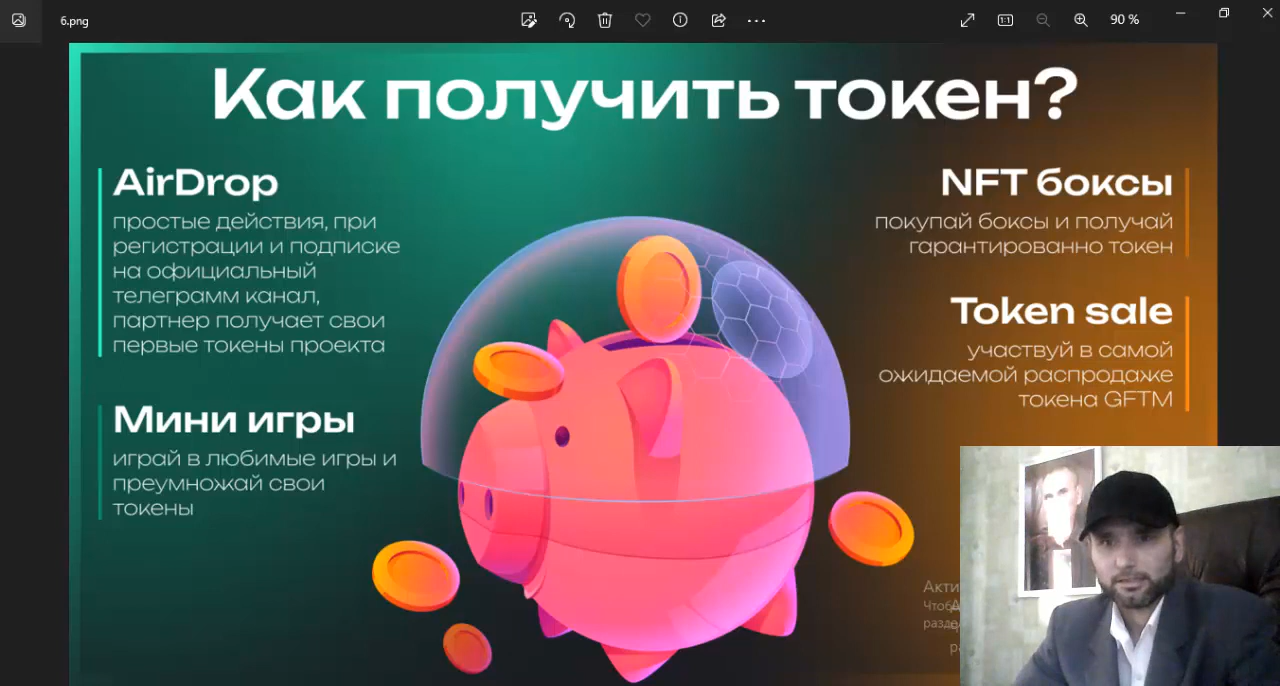 6.png
90 %
Как получить токен?
AirDrop
простые действия, при
регистрации и подписке
на официальный
телеграмм канал,
партнер получает свои
первые токены проекта
Мини игры
играй в любимые игры и
преумножай свои
токены
NFT боксы
покупай боксы и получай
гарантированно токен
Token sale
участвуй в самой
ожидаемой распродаже
токена GFTM